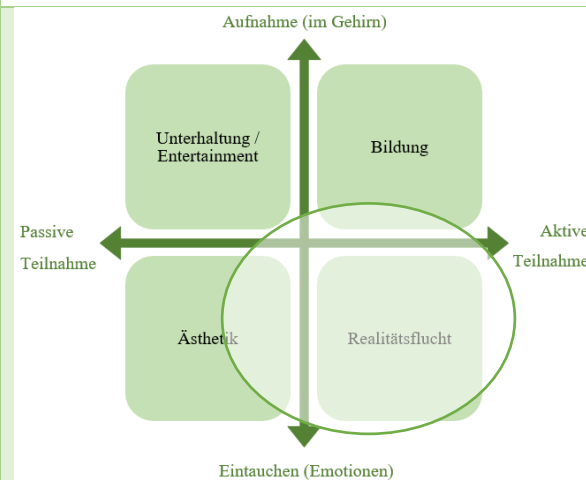 Aufnahme (im Gehirn)
Unterhaltung /
Entertainment
Bildung
Passive
Teilnahme
Aktive
Teilnahme
Ästhetik
Realitätsflucht
Eintauchen (Emotionen)